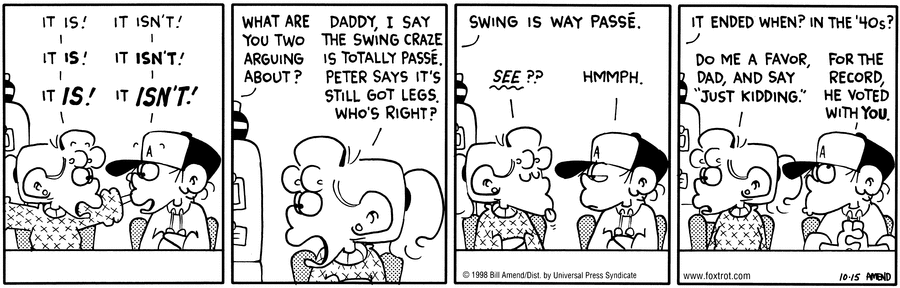 IT IS!
IT ISN'T!
IT IS!
IT ISN'T!
IT IS!
IT ISN'T!
A
WHAT ARE
YOU TWO
ARGUING
ABOUT?
DADDY, I SAY
THE SWING CRAZE
IS TOTALLY PASSÉ.
PETER SAYS IT'S
STILL GOT LEGS.
WHO'S RIGHT?
SWING IS WAY PASSÉ.
SEE??
HMMPH.
A
© 1998 Bill Amend/Dist. by Universal Press Syndicate
IT ENDED WHEN? IN THE '40s?
DO ME A FAVOR,
DAD, AND SAY
"JUST KIDDING."
FOR THE
RECORD,
HE VOTED
WITH YOU.
A
www.foxtrot.com
10·15 AMEND